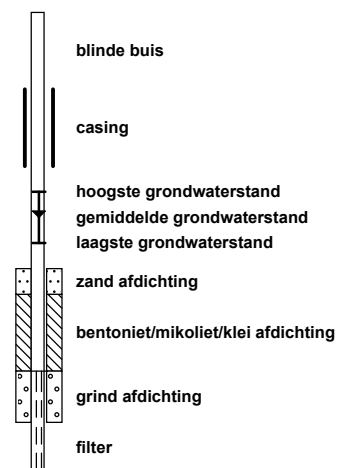 blinde buis
casing
hoogste grondwaterstand
gemiddelde grondwaterstand
laagste grondwaterstand
zand afdichting
bentoniet/mikoliet/klei afdichting
grind afdichting
filter